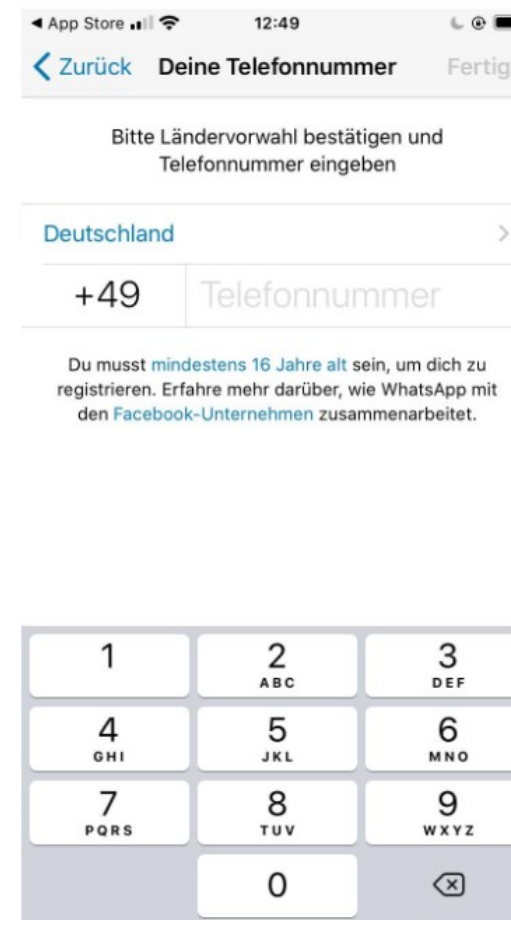 ◀ App Store 12:49
Zurück Deine Telefonnummer Fertig
Bitte Ländervorwahl bestätigen und
Telefonnummer eingeben
Deutschland
+49 Telefonnummer
Du musst mindestens 16 Jahre alt sein, um dich zu
registrieren. Erfahre mehr darüber, wie WhatsApp mit
den Facebook-Unternehmen zusammenarbeitet.
1 2 3
ABC DEF
4 5 6
GHI JKL MNO
7 8 9
PQRS TUV WXYZ
0